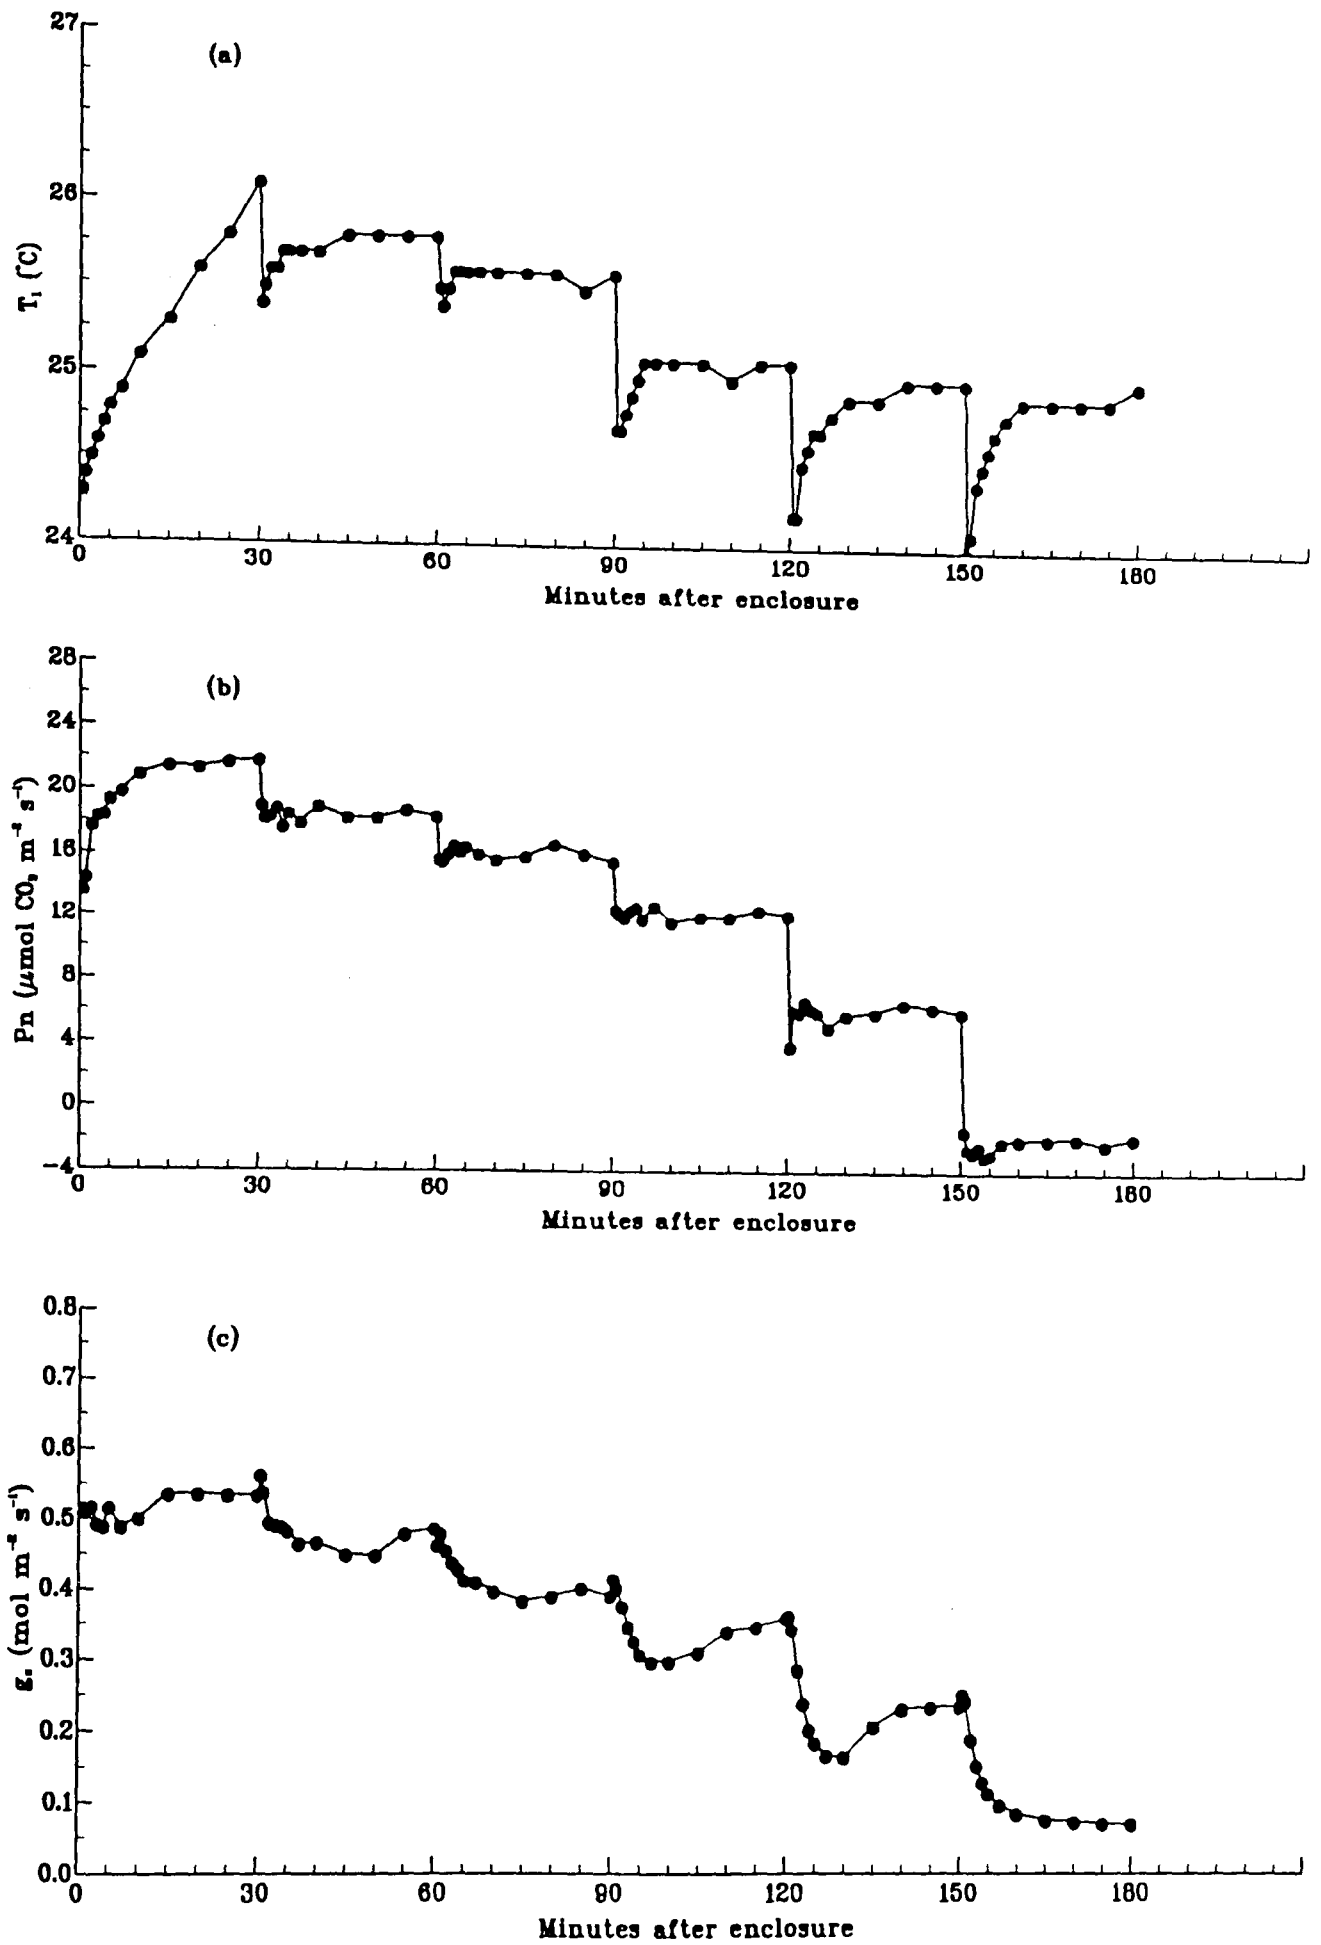 27
(a)
26
T₁ (°C)
25
24
0 30 60 90 120 150 180
Minutes after enclosure
28
(b)
24
20
16
12
8
4
0
-4
Pn (μmol CO₂ m⁻² s⁻¹)
0 30 60 90 120 150 180
Minutes after enclosure
0.8
(c)
0.7
0.6
0.5
0.4
0.3
0.2
0.1
0.0
gₛ (mol m⁻² s⁻¹)
0 30 60 90 120 150 180
Minutes after enclosure